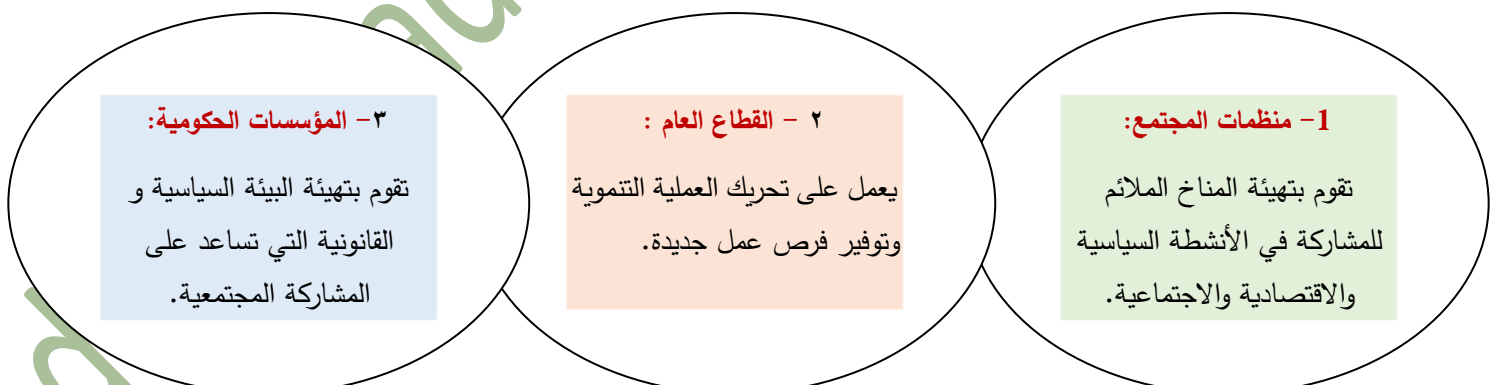 1- منظمات المجتمع:
تقوم بتهيئة المناخ الملائم
للمشاركة في الأنشطة السياسية
والاقتصادية والاجتماعية.
٢ - القطاع العام :
يعمل على تحريك العملية التنموية
وتوفير فرص عمل جديدة.
٣- المؤسسات الحكومية:
تقوم بتهيئة البيئة السياسية و
القانونية التي تساعد على
المشاركة المجتمعية.